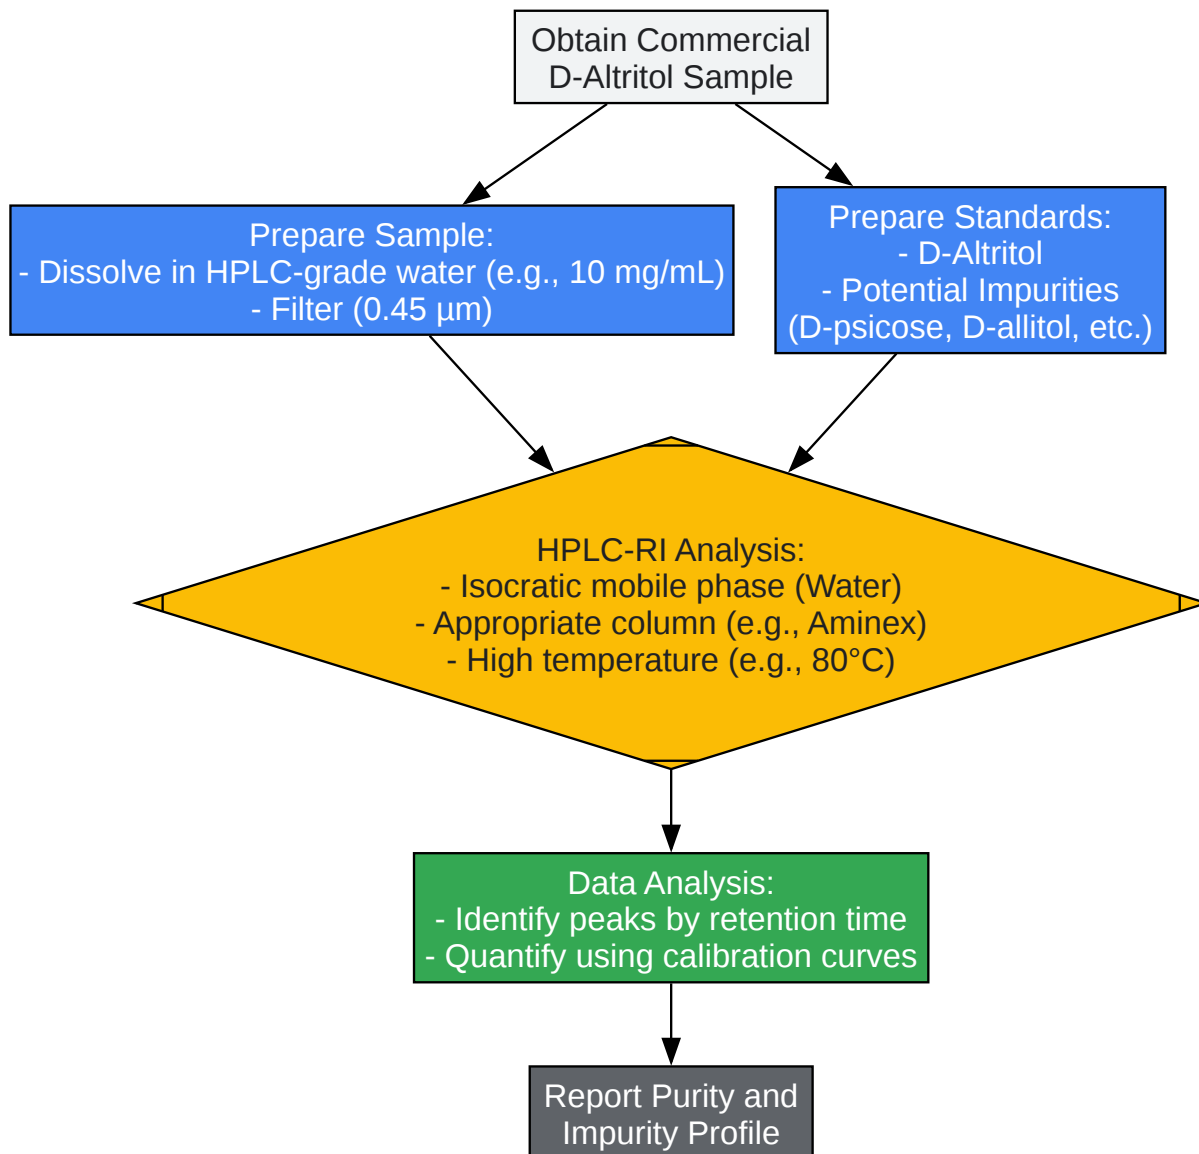 Obtain Commercial
D-Altritol Sample
Prepare Sample:
- Dissolve in HPLC-grade water (e.g., 10 mg/mL)
- Filter (0.45 µm)
Prepare Standards:
- D-Altritol
- Potential Impurities
(D-psicose, D-allitol, etc.)
HPLC-RI Analysis:
- Isocratic mobile phase (Water)
- Appropriate column (e.g., Aminex)
- High temperature (e.g., 80°C)
Data Analysis:
- Identify peaks by retention time
- Quantify using calibration curves
Report Purity and
Impurity Profile